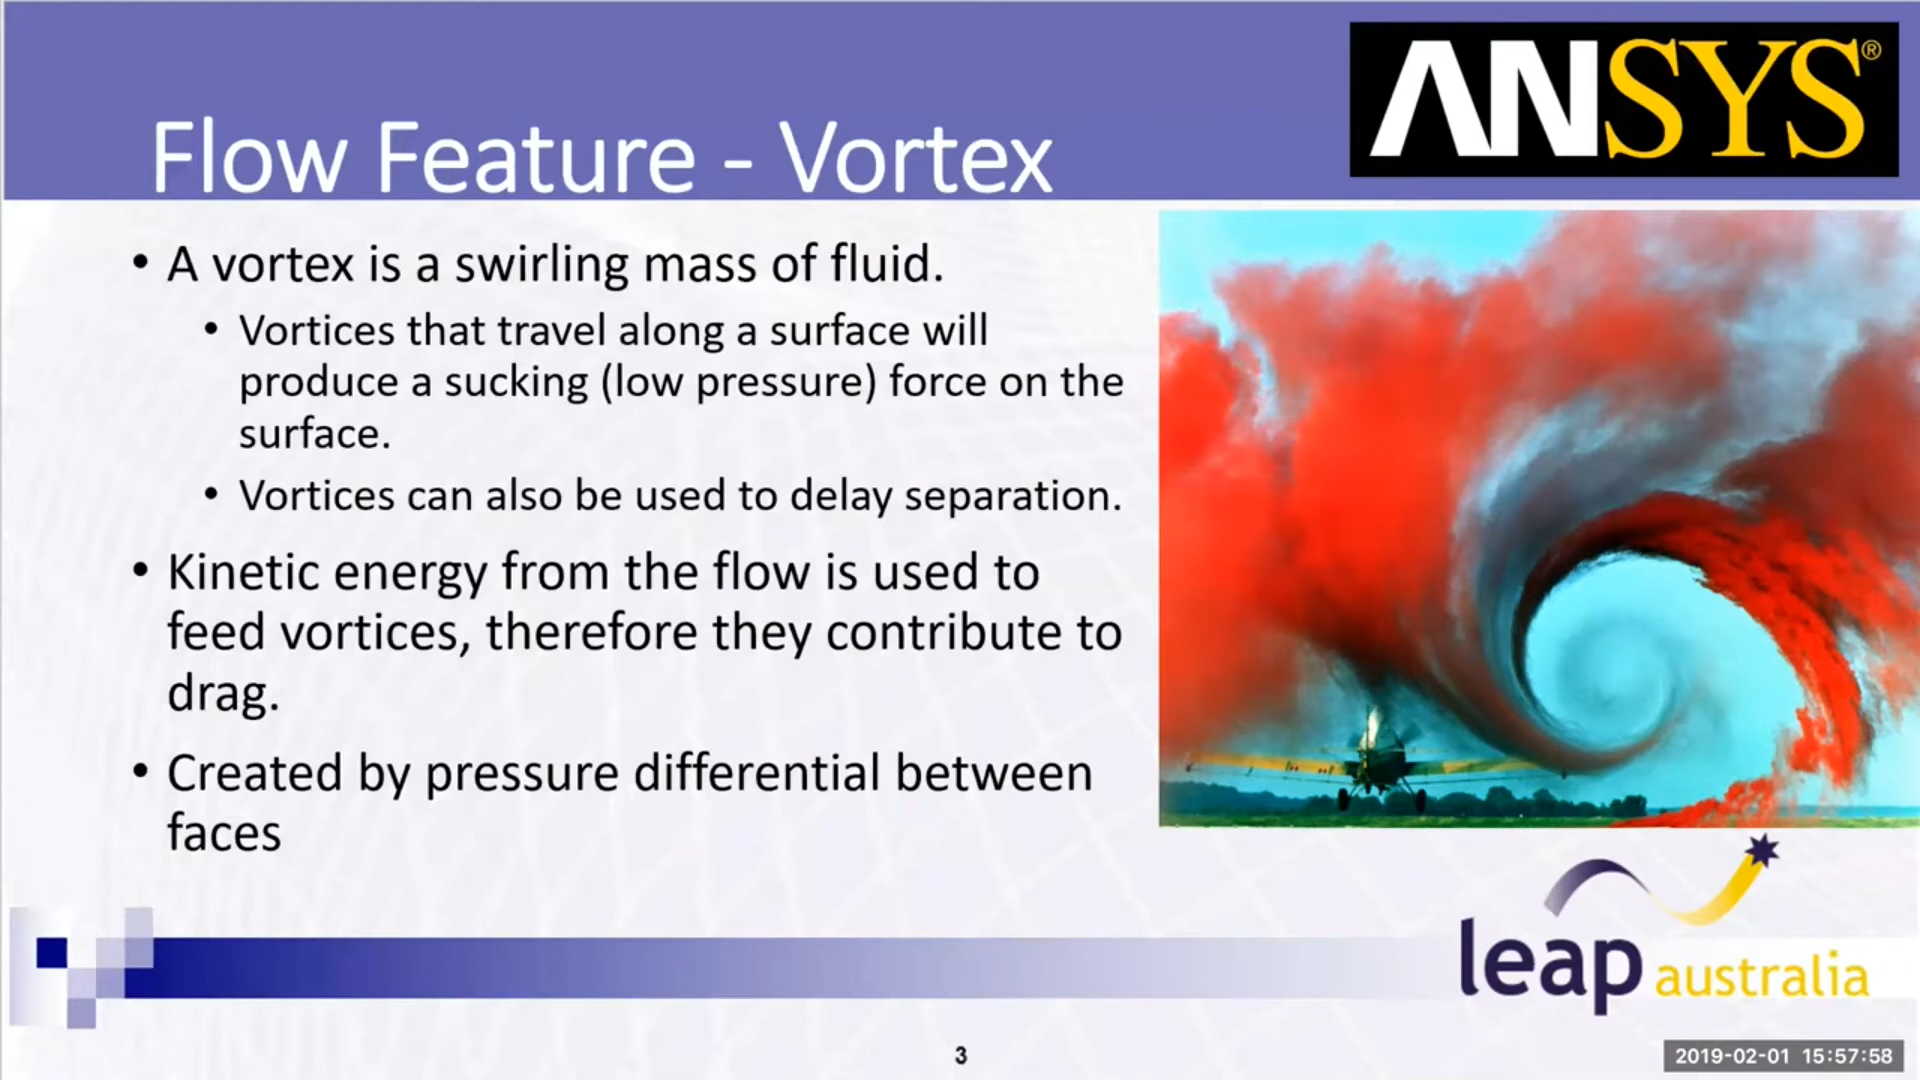 ANSYS®
Flow Feature - Vortex
• A vortex is a swirling mass of fluid.
• Vortices that travel along a surface will
produce a sucking (low pressure) force on the
surface.
• Vortices can also be used to delay separation.
• Kinetic energy from the flow is used to
feed vortices, therefore they contribute to
drag.
• Created by pressure differential between
faces
leap australia
3
2019-02-01 15:57:58